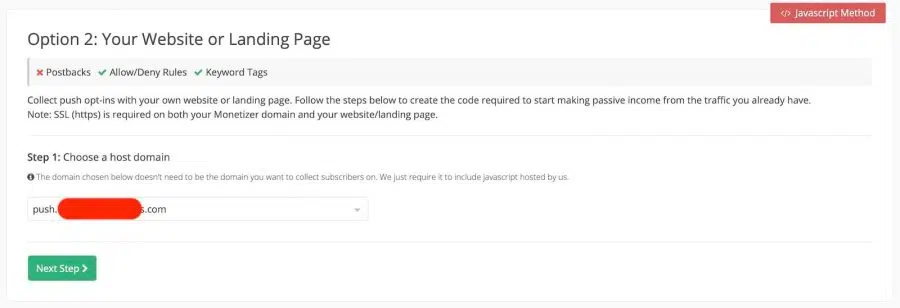 Javascript Method
Option 2: Your Website or Landing Page
Postbacks Allow/Deny Rules Keyword Tags
Collect push opt-ins with your own website or landing page. Follow the steps below to create the code required to start making passive income from the traffic you already have.
Note: SSL (https) is required on both your Monetizer domain and your website/landing page.
Step 1: Choose a host domain
The domain chosen below doesn't need to be the domain you want to collect subscribers on. We just require it to include javascript hosted by us.
push. s.com
Next Step